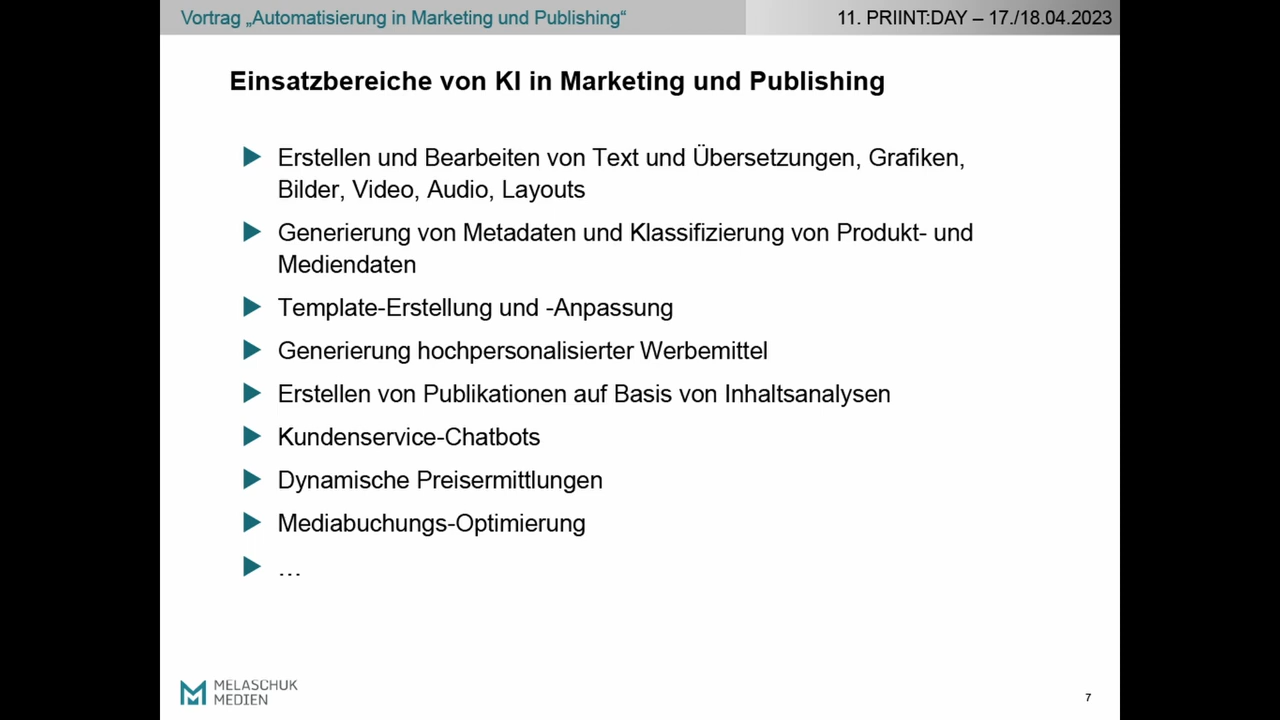 Vortrag „Automatisierung in Marketing und Publishing“
11. PRIINT:DAY – 17./18.04.2023
Einsatzbereiche von KI in Marketing und Publishing
Erstellen und Bearbeiten von Text und Übersetzungen, Grafiken,
Bilder, Video, Audio, Layouts
Generierung von Metadaten und Klassifizierung von Produkt- und
Mediendaten
Template-Erstellung und -Anpassung
Generierung hochpersonalisierter Werbemittel
Erstellen von Publikationen auf Basis von Inhaltsanalysen
Kundenservice-Chatbots
Dynamische Preisermittlungen
Mediabuchungs-Optimierung
…
MELASCHUK
MEDIEN
7